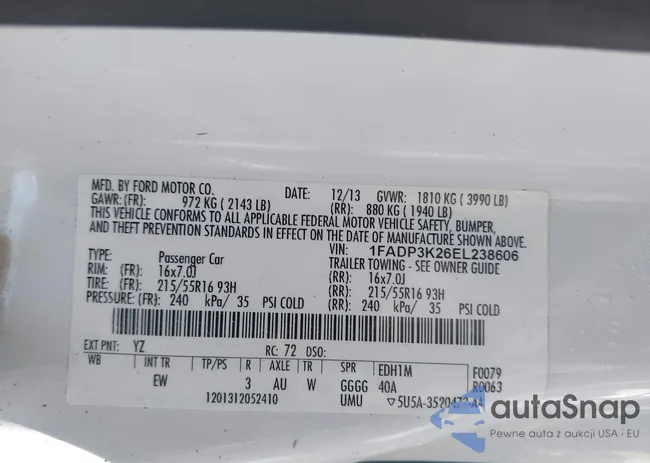 MFD. BY FORD MOTOR CO. DATE: 12/13 GVWR: 1810 KG ( 3990 LB)
GAWR: (FR) 972 KG ( 2143 LB) (RR): 880 KG ( 1940 LB)
THIS VEHICLE CONFORMS TO ALL APPLICABLE FEDERAL MOTOR VEHICLE SAFETY, BUMPER,
AND THEFT PREVENTION STANDARDS IN EFFECT ON THE DATE OF MANUFACTURE SHOWN ABOVE.
VIN: 1FADP3K26EL238606
TYPE: Passenger Car TRAILER TOWING - SEE OWNER GUIDE
RIM: (FR): 16x7.0J (RR): 16x7.0J
TIRE: (FR): 215/55R16 93H (RR): 215/55R16 93H
PRESSURE: (FR): 240 kPa/ 35 PSI COLD (RR): 240 kPa/ 35 PSI COLD
EXT PNT: YZ RC: 72 DSO:
WB INT TR TP/PS R AXLE TR SPR EDH1M F0079
EW 3 AU W GGGG 40A R0063
1201312052410 UMU ▽5U5A-3520472-AA
autoSnap
Pewne auta z aukcji USA i EU